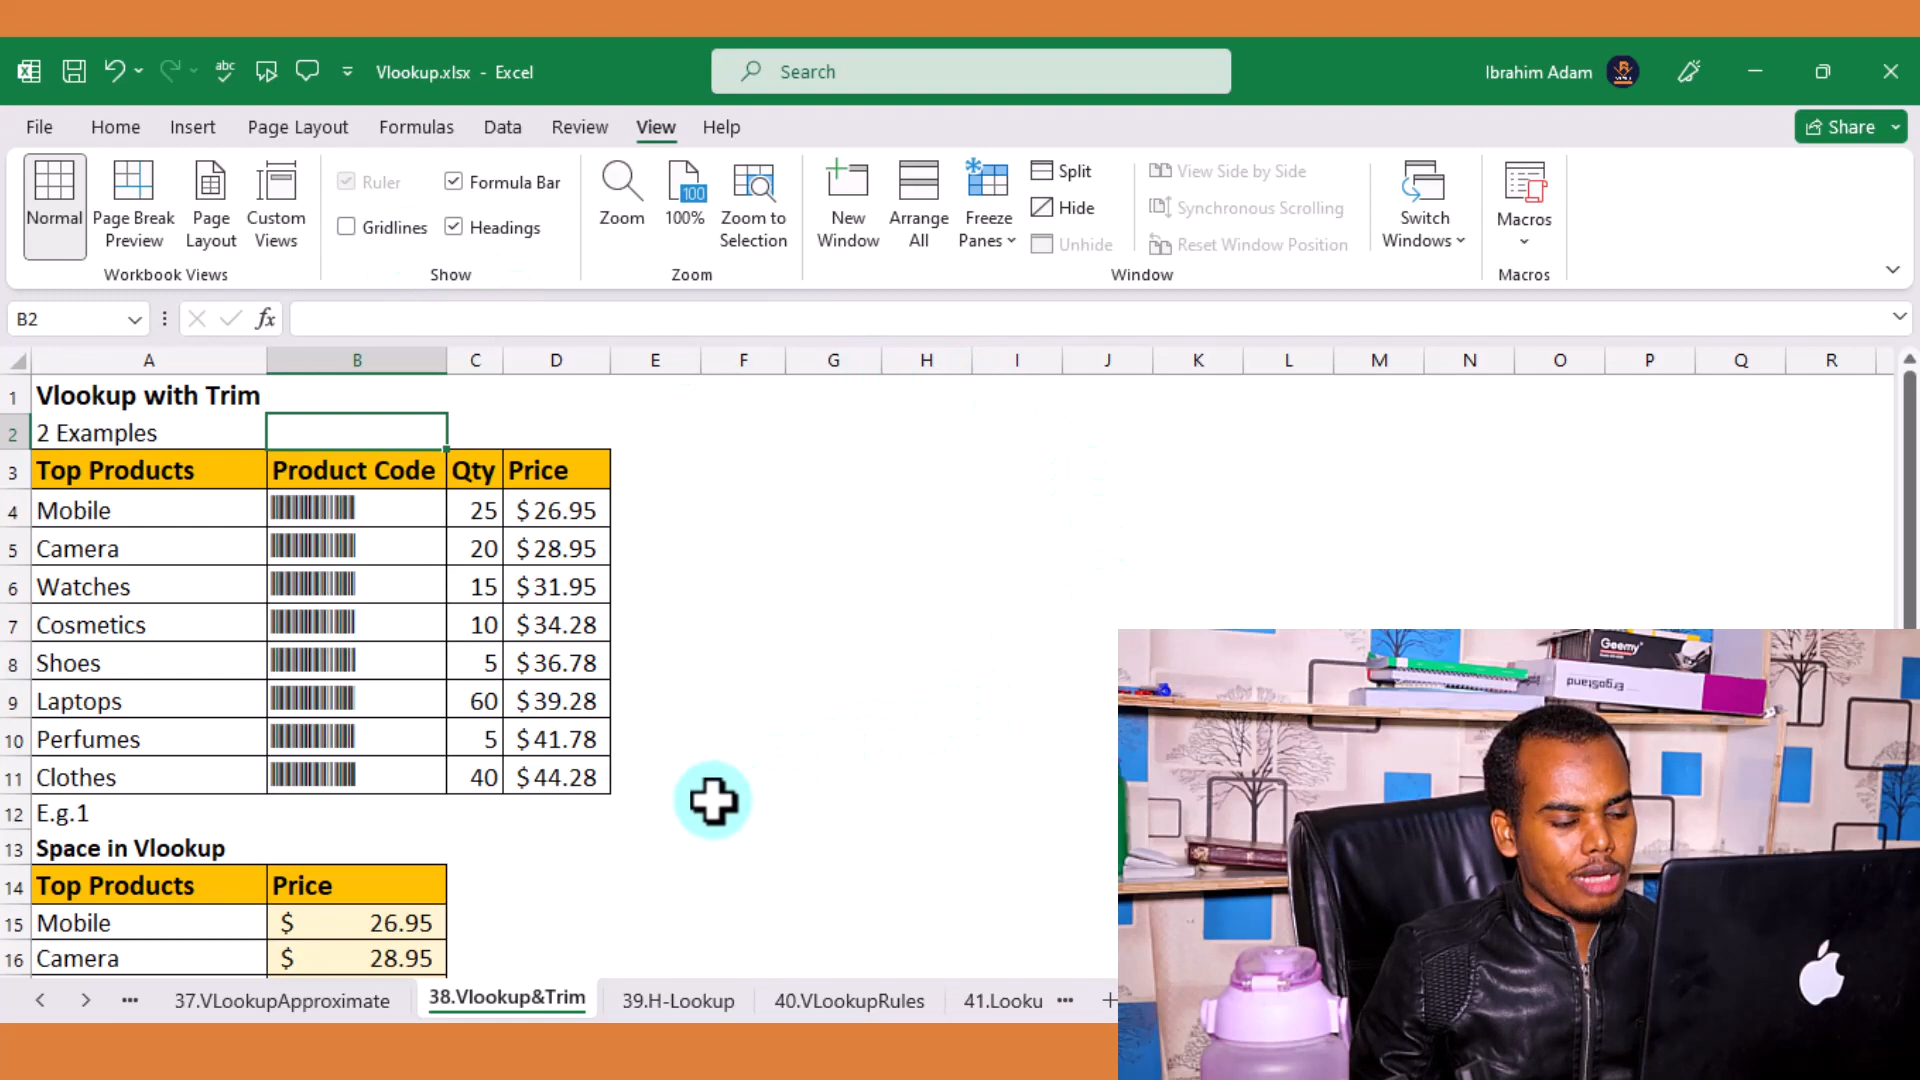 abc
Vlookup.xlsx - Excel
Search
Ibrahim Adam
File Home Insert Page Layout Formulas Data Review View Help
Share
Normal
Page Break Preview
Page Layout
Custom Views
Workbook Views
Ruler
Formula Bar
Gridlines
Headings
Show
Zoom
100
100%
Zoom to Selection
Zoom
New Window
Arrange All
Freeze Panes
Split
Hide
Unhide
View Side by Side
Synchronous Scrolling
Reset Window Position
Window
Switch Windows
Macros
Macros
B2
fx
A B C D E F G H I J K L M N O P Q R
1 Vlookup with Trim
2 2 Examples
3 Top Products Product Code Qty Price
4 Mobile 25 $ 26.95
5 Camera 20 $ 28.95
6 Watches 15 $ 31.95
7 Cosmetics 10 $ 34.28
8 Shoes 5 $ 36.78
9 Laptops 60 $ 39.28
10 Perfumes 5 $ 41.78
11 Clothes 40 $ 44.28
12 E.g.1
13 Space in Vlookup
14 Top Products Price
15 Mobile $ 26.95
16 Camera $ 28.95
37.VLookupApproximate 38.Vlookup&Trim 39.H-Lookup 40.VLookupRules 41.Looku
Geemy
ErgoStand